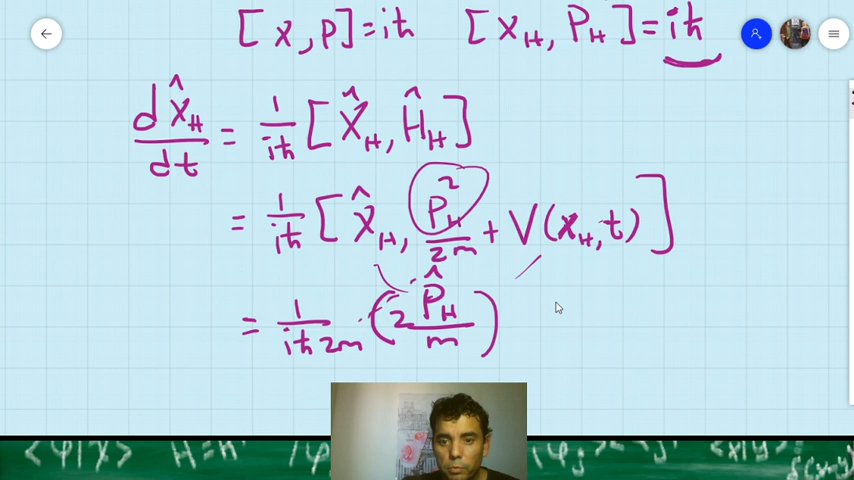 [x, p] = iħ [x_H, P_H] = iħ
dX̂_H/dt = 1/iħ [X̂_H, Ĥ_H]
= 1/iħ [X̂_H, P_H²/2m + V(x_H, t)]
= 1/iħ2m (2 P̂_H/m)
⟨φ|x⟩ H=H